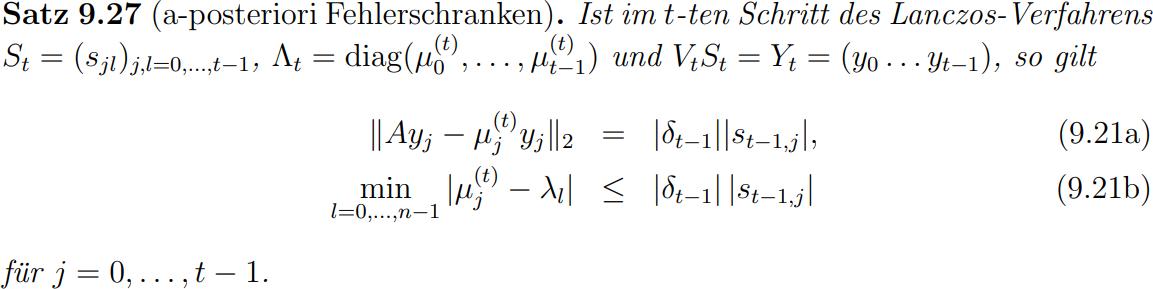 Satz 9.27 (a-posteriori Fehlerschranken). Ist im t-ten Schritt des Lanczos-Verfahrens
S_t = (s_{jl})_{j,l=0,...,t−1}, Λ_t = diag(μ_0^{(t)}, . . . , μ_{t−1}^{(t)}) und V_tS_t = Y_t = (y_0 . . . y_{t−1}), so gilt
‖Ay_j − μ_j^{(t)}y_j‖_2 = |δ_{t−1}||s_{t−1,j}|, (9.21a)
min_{l=0,...,n−1} |μ_j^{(t)} − λ_l| ≤ |δ_{t−1}| |s_{t−1,j}| (9.21b)
für j = 0, . . . , t − 1.